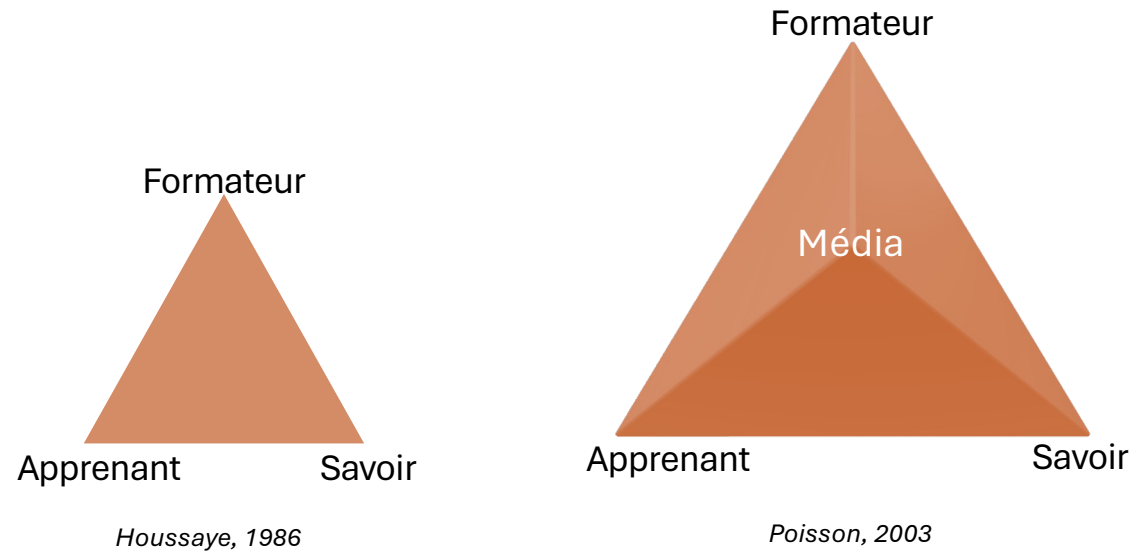 Formateur
Apprenant
Savoir
Houssaye, 1986
Formateur
Média
Apprenant
Savoir
Poisson, 2003